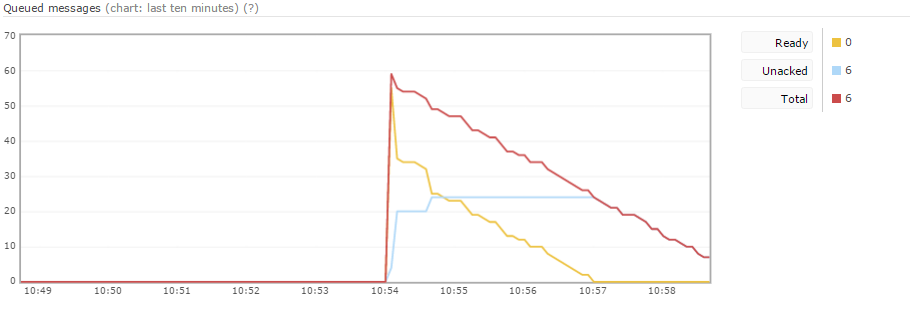 Queued messages (chart: last ten minutes) (?)
70
60
50
40
30
20
10
0
10:49 10:50 10:51 10:52 10:53 10:54 10:55 10:56 10:57 10:58
Ready 0
Unacked 6
Total 6